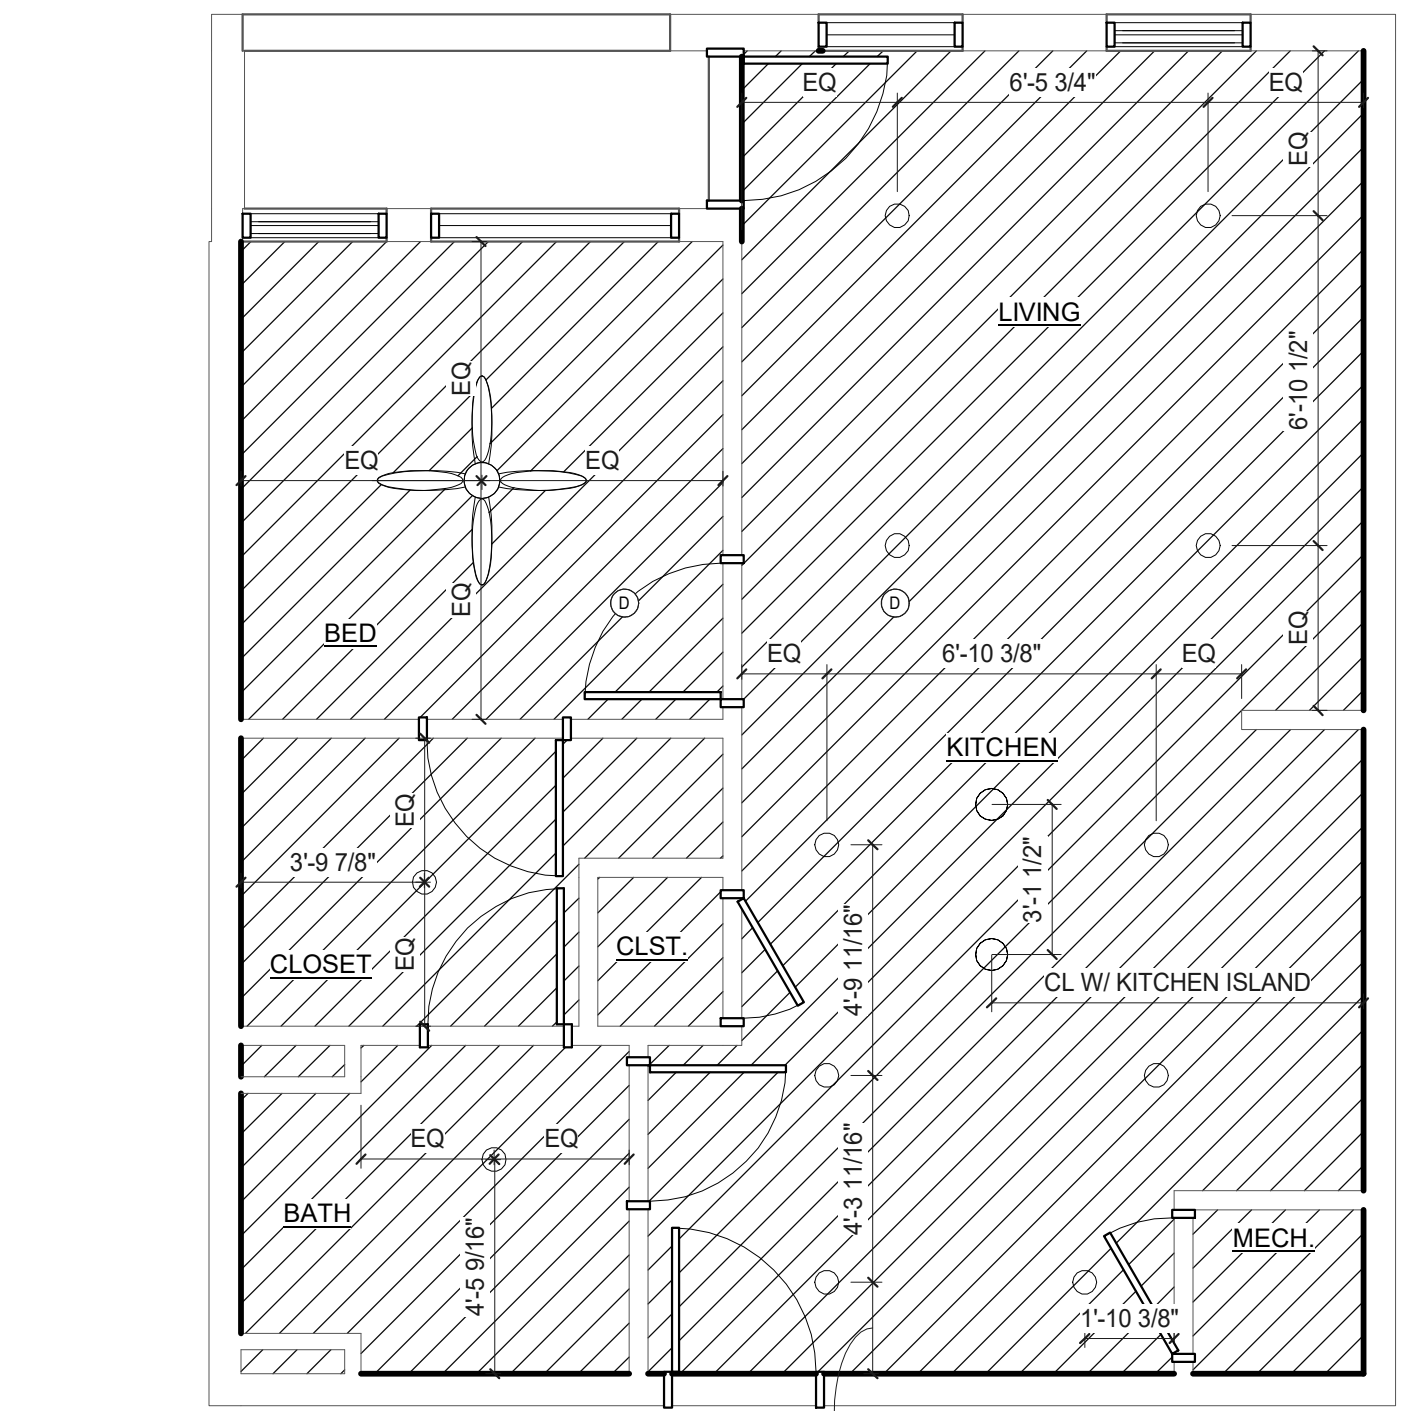 EQ
6'-5 3/4"
EQ
EQ
LIVING
6'-10 1/2"
EQ
EQ
EQ
EQ
D
D
EQ
BED
EQ
6'-10 3/8"
EQ
KITCHEN
EQ
3'-9 7/8"
3'-1 1/2"
EQ
CLOSET
CLST.
4'-9 11/16"
CL W/ KITCHEN ISLAND
EQ
EQ
4'-3 11/16"
BATH
4'-5 9/16"
MECH.
1'-10 3/8"